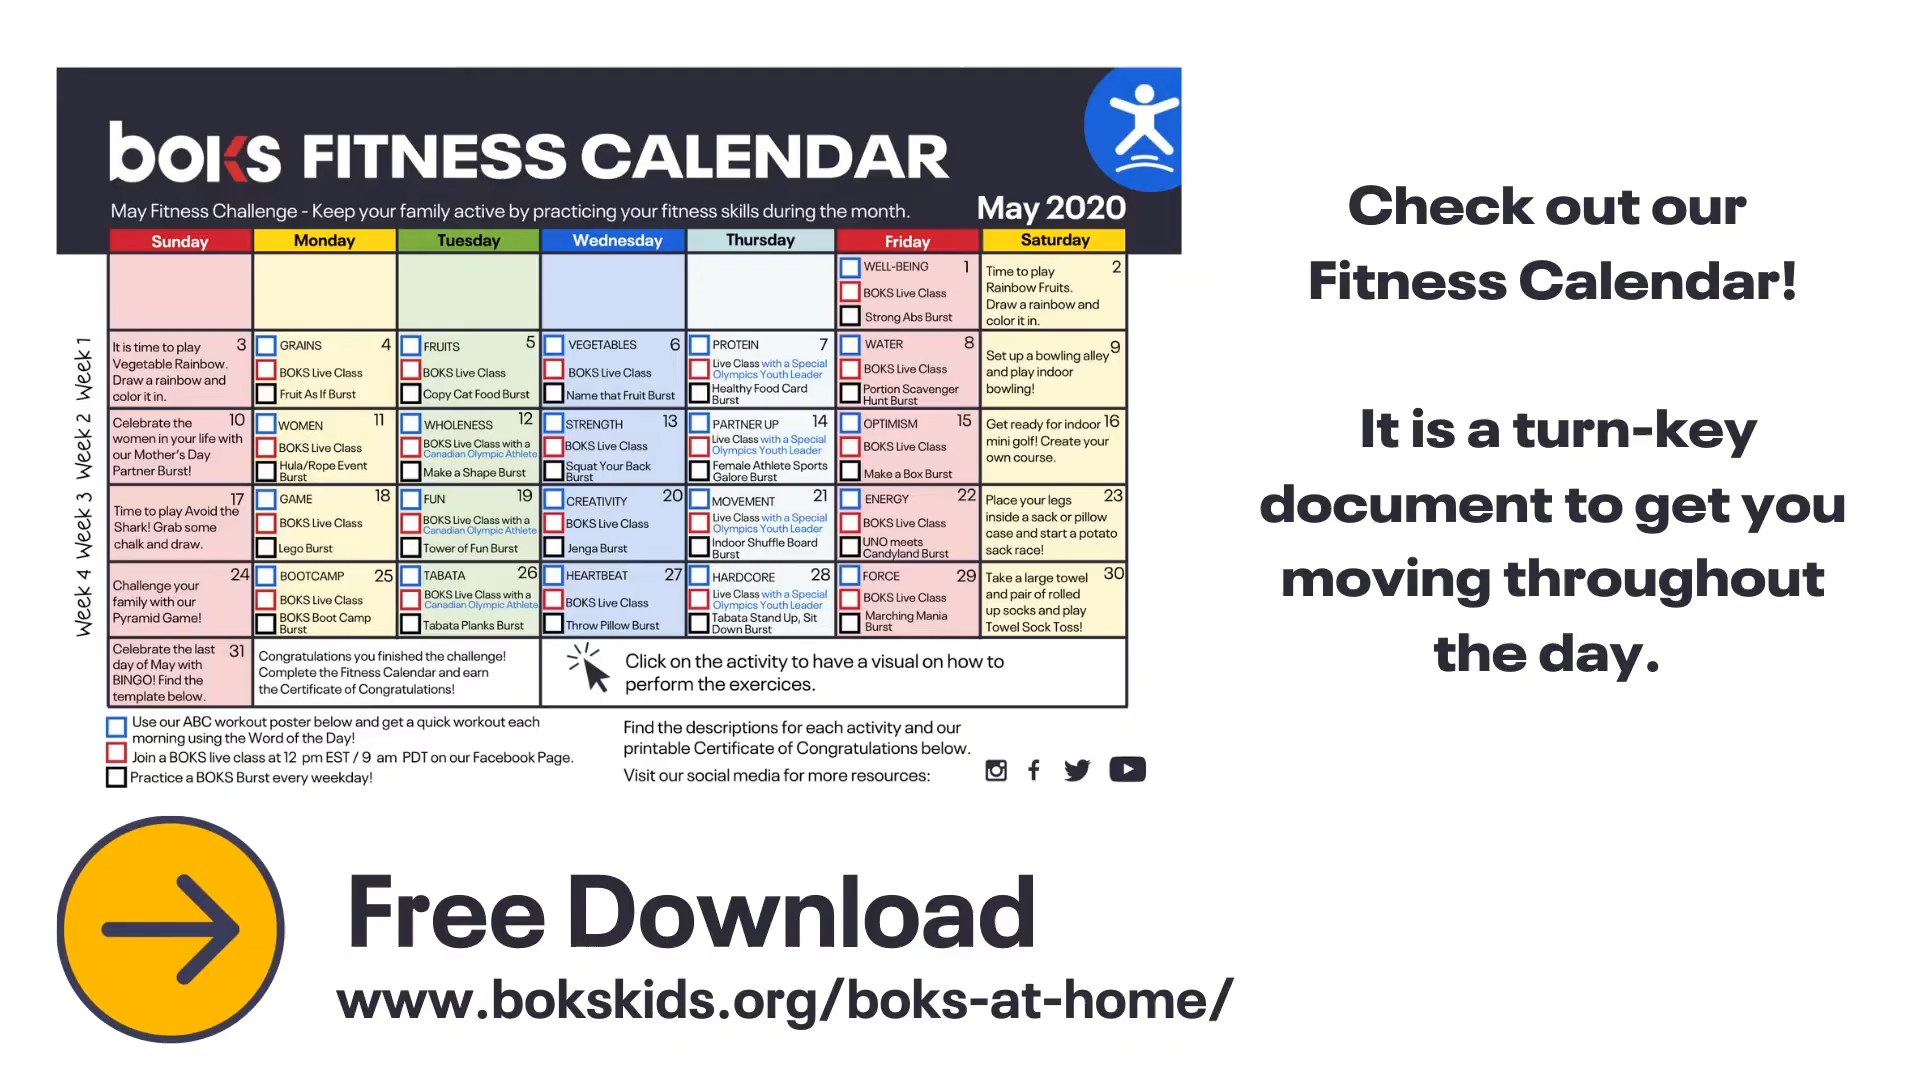 boks FITNESS CALENDAR
May Fitness Challenge - Keep your family active by practicing your fitness skills during the month.
May 2020
Sunday
Monday
Tuesday
Wednesday
Thursday
Friday
Saturday
WELL-BEING 1
BOKS Live Class
Strong Abs Burst
Time to play 2
Rainbow Fruits.
Draw a rainbow and
color it in.
Week 1
It is time to play 3
Vegetable Rainbow.
Draw a rainbow and
color it in.
GRAINS 4
BOKS Live Class
Fruit As If Burst
FRUITS 5
BOKS Live Class
Copy Cat Food Burst
VEGETABLES 6
BOKS Live Class
Name that Fruit Burst
PROTEIN 7
Live Class with a Special
Olympics Youth Leader
Healthy Food Card
Burst
WATER 8
BOKS Live Class
Portion Scavenger
Hunt Burst
9
Set up a bowling alley
and play indoor
bowling!
Week 2
Celebrate the 10
women in your life with
our Mother's Day
Partner Burst!
WOMEN 11
BOKS Live Class
Hula/Rope Event
Burst
WHOLENESS 12
BOKS Live Class with a
Canadian Olympic Athlete
Make a Shape Burst
STRENGTH 13
BOKS Live Class
Squat Your Back
Burst
PARTNER UP 14
Live Class with a Special
Olympics Youth Leader
Female Athlete Sports
Galore Burst
OPTIMISM 15
BOKS Live Class
Make a Box Burst
Get ready for indoor 16
mini golf! Create your
own course.
Week 3
17
Time to play Avoid the
Shark! Grab some
chalk and draw.
GAME 18
BOKS Live Class
Lego Burst
FUN 19
BOKS Live Class with a
Canadian Olympic Athlete
Tower of Fun Burst
CREATIVITY 20
BOKS Live Class
Jenga Burst
MOVEMENT 21
Live Class with a Special
Olympics Youth Leader
Indoor Shuffle Board
Burst
ENERGY 22
BOKS Live Class
UNO meets
Candyland Burst
Place your legs 23
inside a sack or pillow
case and start a potato
sack race!
Week 4
24
Challenge your
family with our
Pyramid Game!
BOOTCAMP 25
BOKS Live Class
BOKS Boot Camp
Burst
TABATA 26
BOKS Live Class with a
Canadian Olympic Athlete
Tabata Planks Burst
HEARTBEAT 27
BOKS Live Class
Throw Pillow Burst
HARDCORE 28
Live Class with a Special
Olympics Youth Leader
Tabata Stand Up, Sit
Down Burst
FORCE 29
BOKS Live Class
Marching Mania
Burst
Take a large towel 30
and pair of rolled
up socks and play
Towel Sock Toss!
Celebrate the last 31
day of May with
BINGO! Find the
template below.
Congratulations you finished the challenge!
Complete the Fitness Calendar and earn
the Certificate of Congratulations!
Click on the activity to have a visual on how to
perform the exercices.
Use our ABC workout poster below and get a quick workout each
morning using the Word of the Day!
Join a BOKS live class at 12 pm EST / 9 am PDT on our Facebook Page.
Practice a BOKS Burst every weekday!
Find the descriptions for each activity and our
printable Certificate of Congratulations below.
Visit our social media for more resources:
Check out our
Fitness Calendar!
It is a turn-key
document to get you
moving throughout
the day.
Free Download
www.bokskids.org/boks-at-home/